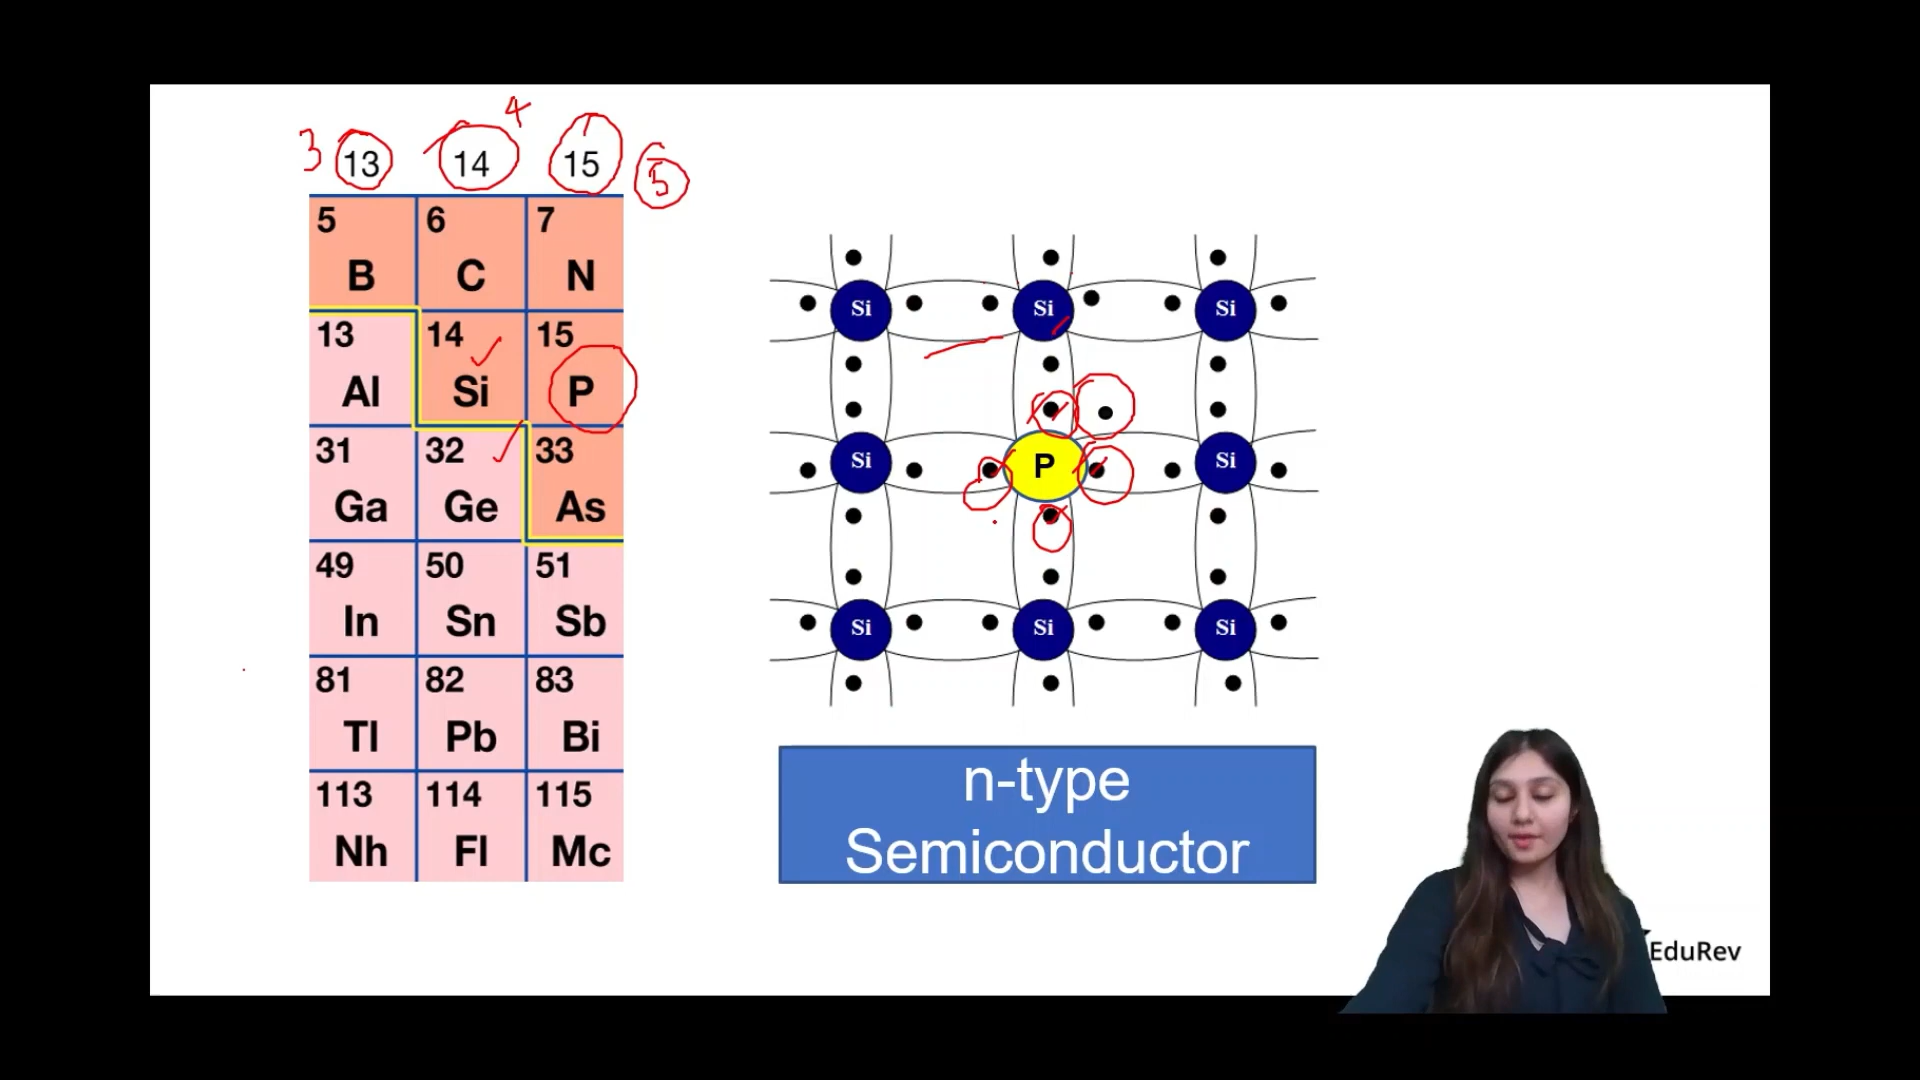 3 13 14 4 15 5
5 6 7
B C N
13 14 15
Al Si P
31 32 33
Ga Ge As
49 50 51
In Sn Sb
81 82 83
Tl Pb Bi
113 114 115
Nh Fl Mc
Si Si Si
Si P Si
Si Si Si
n-type
Semiconductor
EduRev